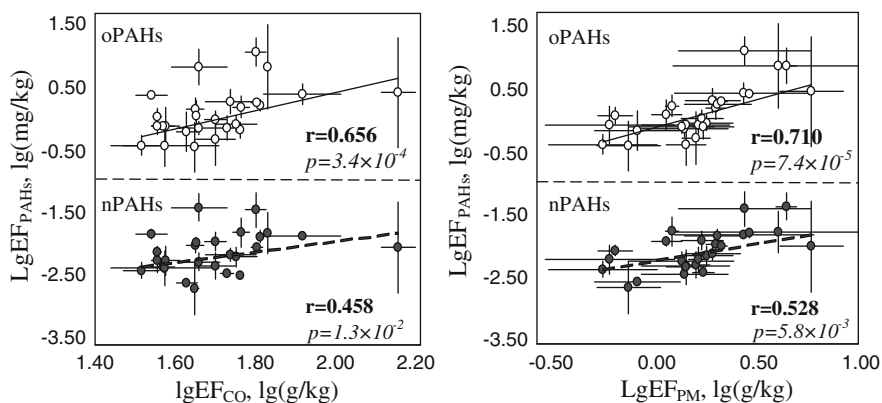 LgEF_PAHs, lg(mg/kg)
1.50
0.50
-0.50
-1.50
-2.50
-3.50
oPAHs
r=0.656
p=3.4×10⁻⁴
nPAHs
r=0.458
p=1.3×10⁻²
1.40 1.60 1.80 2.00 2.20
lgEF_CO, lg(g/kg)
LgEF_PAHs, lg(mg/kg)
1.50
0.50
-0.50
-1.50
-2.50
-3.50
oPAHs
r=0.710
p=7.4×10⁻⁵
nPAHs
r=0.528
p=5.8×10⁻³
-0.50 0.00 0.50 1.00
LgEF_PM, lg(g/kg)